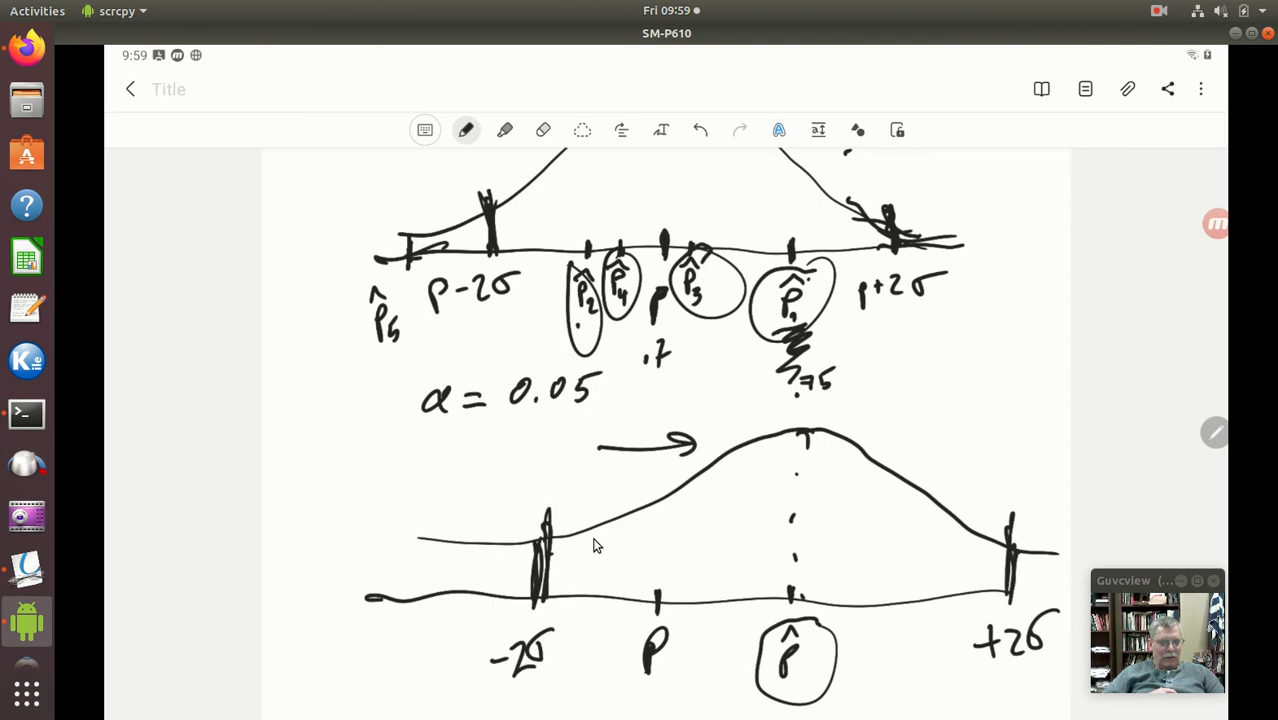 Activities scrcpy Fri 09:59
SM-P610
9:59
Title
p̂5 p-2σ p̂2 p̂4 p p̂3 p̂1 p+2σ
.7 .75
α = 0.05
-2σ p p̂ +2σ
Guvcview (...